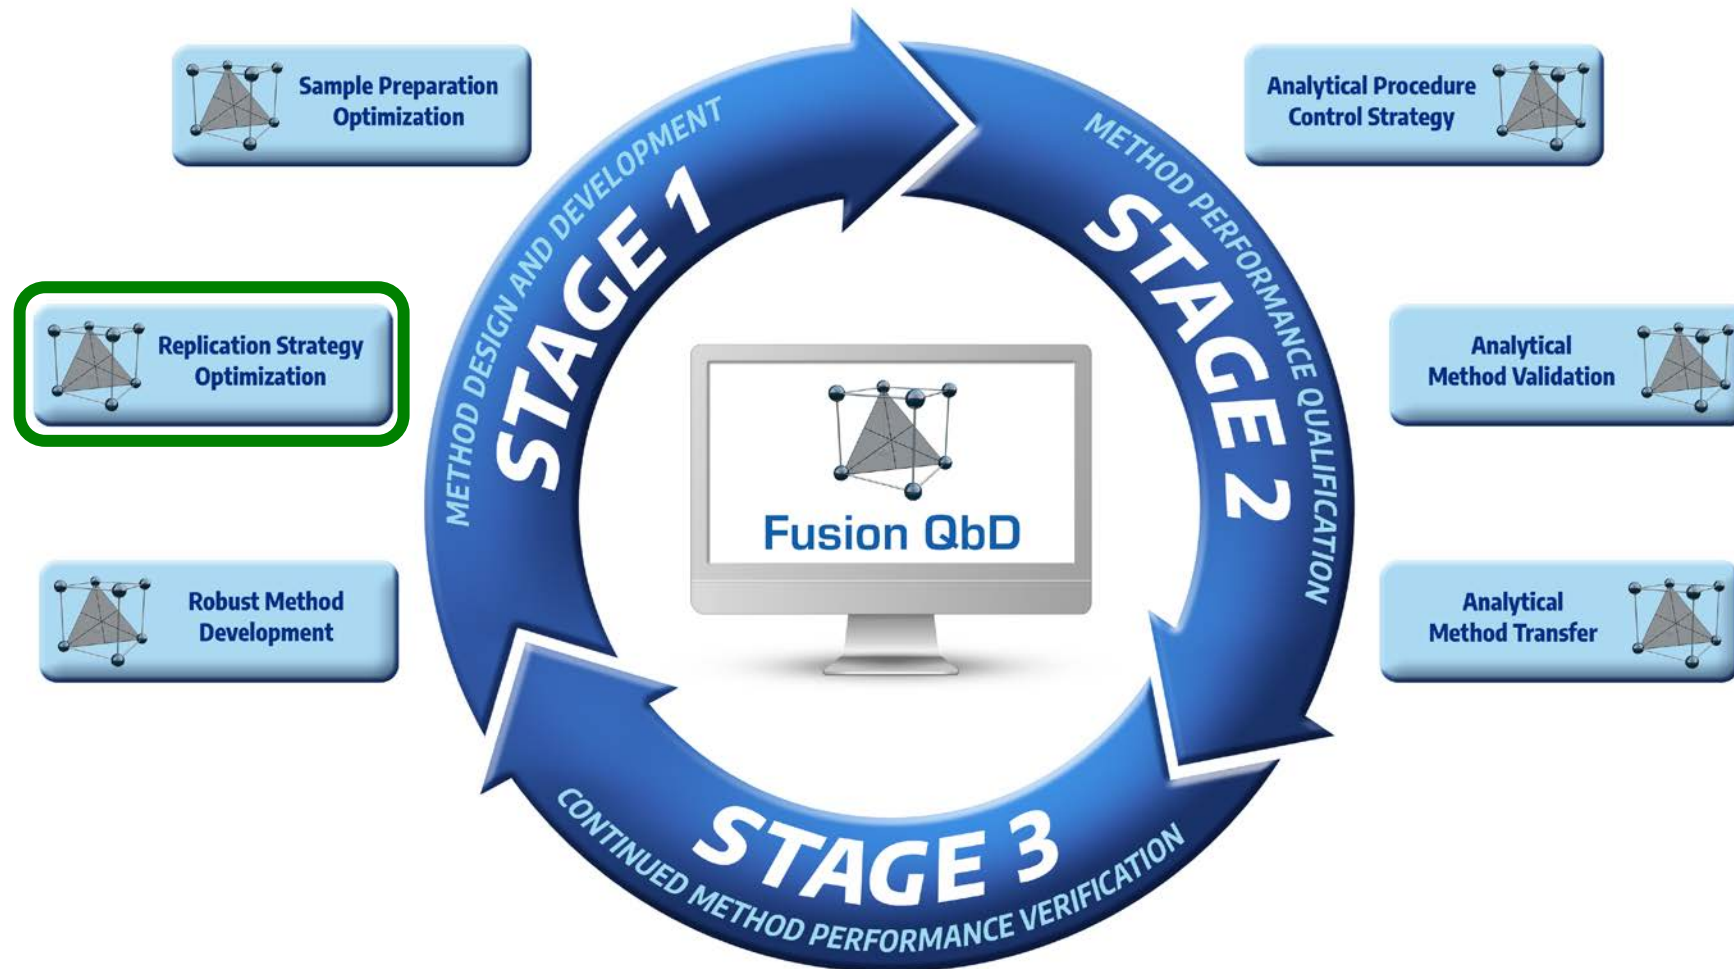 Sample Preparation
Optimization
Replication Strategy
Optimization
Robust Method
Development
METHOD DESIGN AND DEVELOPMENT
STAGE 1
METHOD PERFORMANCE QUALIFICATION
STAGE 2
Fusion QbD
STAGE 3
CONTINUED METHOD PERFORMANCE VERIFICATION
Analytical Procedure
Control Strategy
Analytical
Method Validation
Analytical
Method Transfer